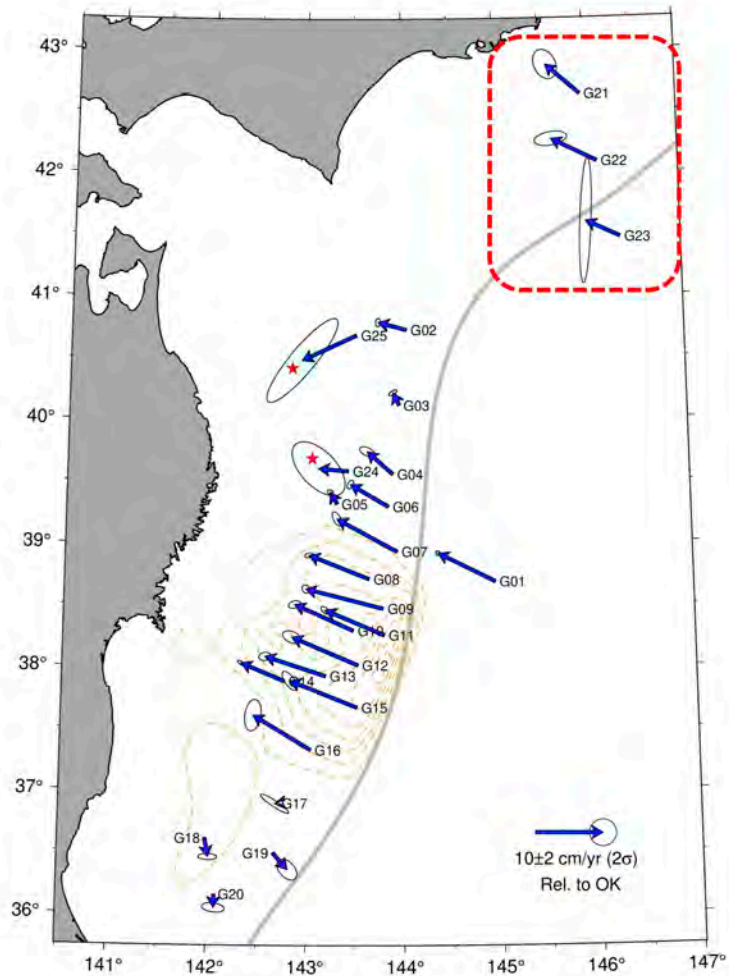 43°
42°
41°
40°
39°
38°
37°
36°
G21
G22
G23
G02
G25
G03
G04
G24
G05
G06
G07
G01
G08
G09
G10
G11
G12
G13
G14
G15
G16
G17
G18
G19
G20
10±2 cm/yr (2σ)
Rel. to OK
141° 142° 143° 144° 145° 146° 147°